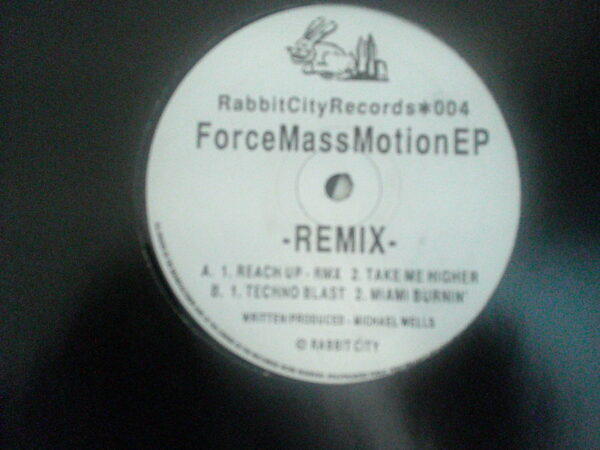 RabbitCityRecords*004
ForceMassMotionEP
-REMIX-
A. 1. REACH UP - RMX 2. TAKE ME HIGHER
B. 1. TECHNO BLAST 2. MIAMI BURNIN'
WRITTEN PRODUCED - MICHAEL WELLS
© RABBIT CITY